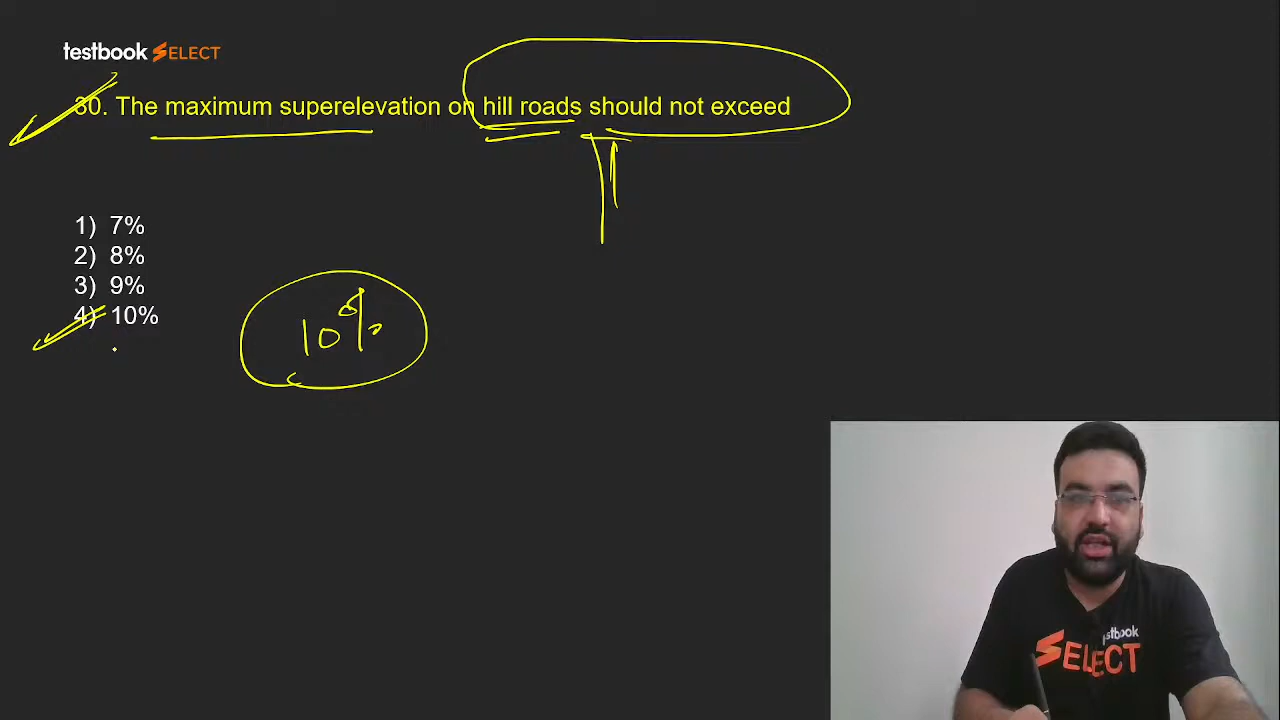 testbook SELECT
30. The maximum superelevation on hill roads should not exceed
1) 7%
2) 8%
3) 9%
4) 10%
10%
stbook
SELECT